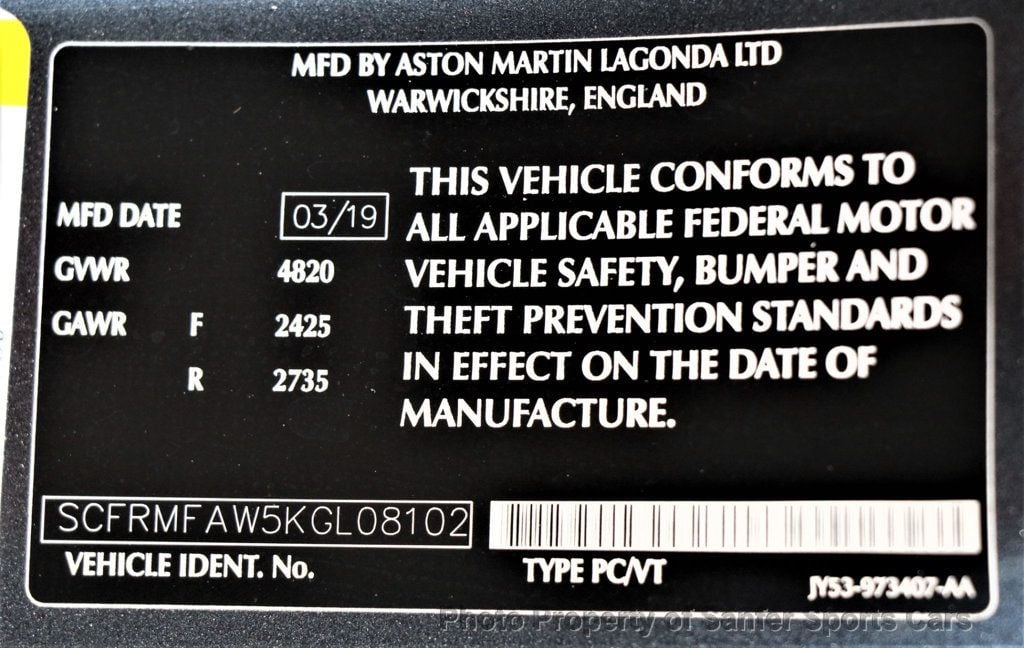 MFD BY ASTON MARTIN LAGONDA LTD
WARWICKSHIRE, ENGLAND
MFD DATE 03/19
GVWR 4820
GAWR F 2425
R 2735
THIS VEHICLE CONFORMS TO
ALL APPLICABLE FEDERAL MOTOR
VEHICLE SAFETY, BUMPER AND
THEFT PREVENTION STANDARDS
IN EFFECT ON THE DATE OF
MANUFACTURE.
SCFRMFAW5KGL08102
VEHICLE IDENT. No.
TYPE PC/VT
JY53-973407-AA
Photo Property of Santer Sports Cars